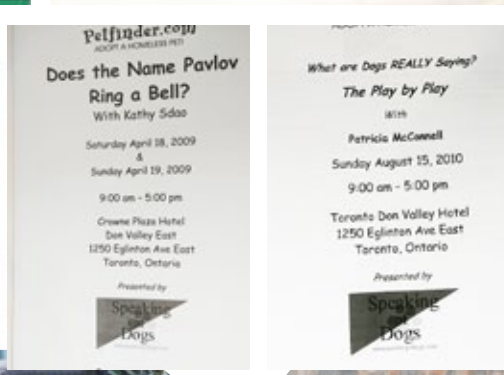 Petfinder.com
ADOPT A HOMELESS PET!
Does the Name Pavlov
Ring a Bell?
With Kathy Sdao
Saturday April 18, 2009
&
Sunday April 19, 2009
9:00 am - 5:00 pm
Crowne Plaza Hotel
Don Valley East
1250 Eglinton Ave East
Toronto, Ontario
Presented by
Speaking
of
Dogs
What are Dogs REALLY Saying?
The Play by Play
With
Patricia McConnell
Sunday August 15, 2010
9:00 am - 5:00 pm
Toronto Don Valley Hotel
1250 Eglinton Ave East
Toronto, Ontario
Presented by
Speaking
of
Dogs